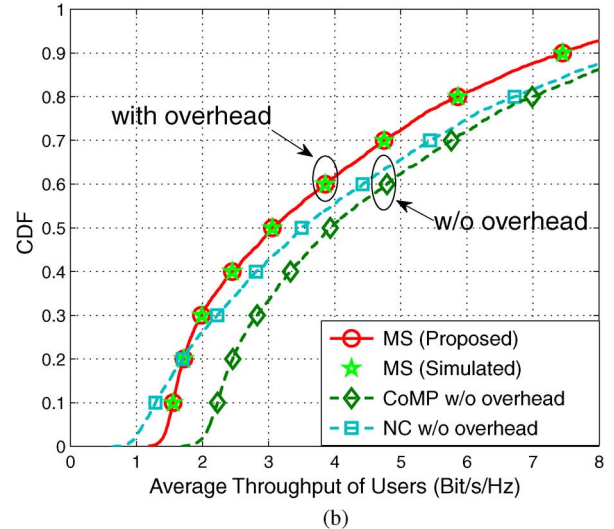 1
0.9
0.8
0.7
0.6
0.5
0.4
0.3
0.2
0.1
0
CDF
with overhead
w/o overhead
MS (Proposed)
MS (Simulated)
CoMP w/o overhead
NC w/o overhead
0 1 2 3 4 5 6 7 8
Average Throughput of Users (Bit/s/Hz)
(b)